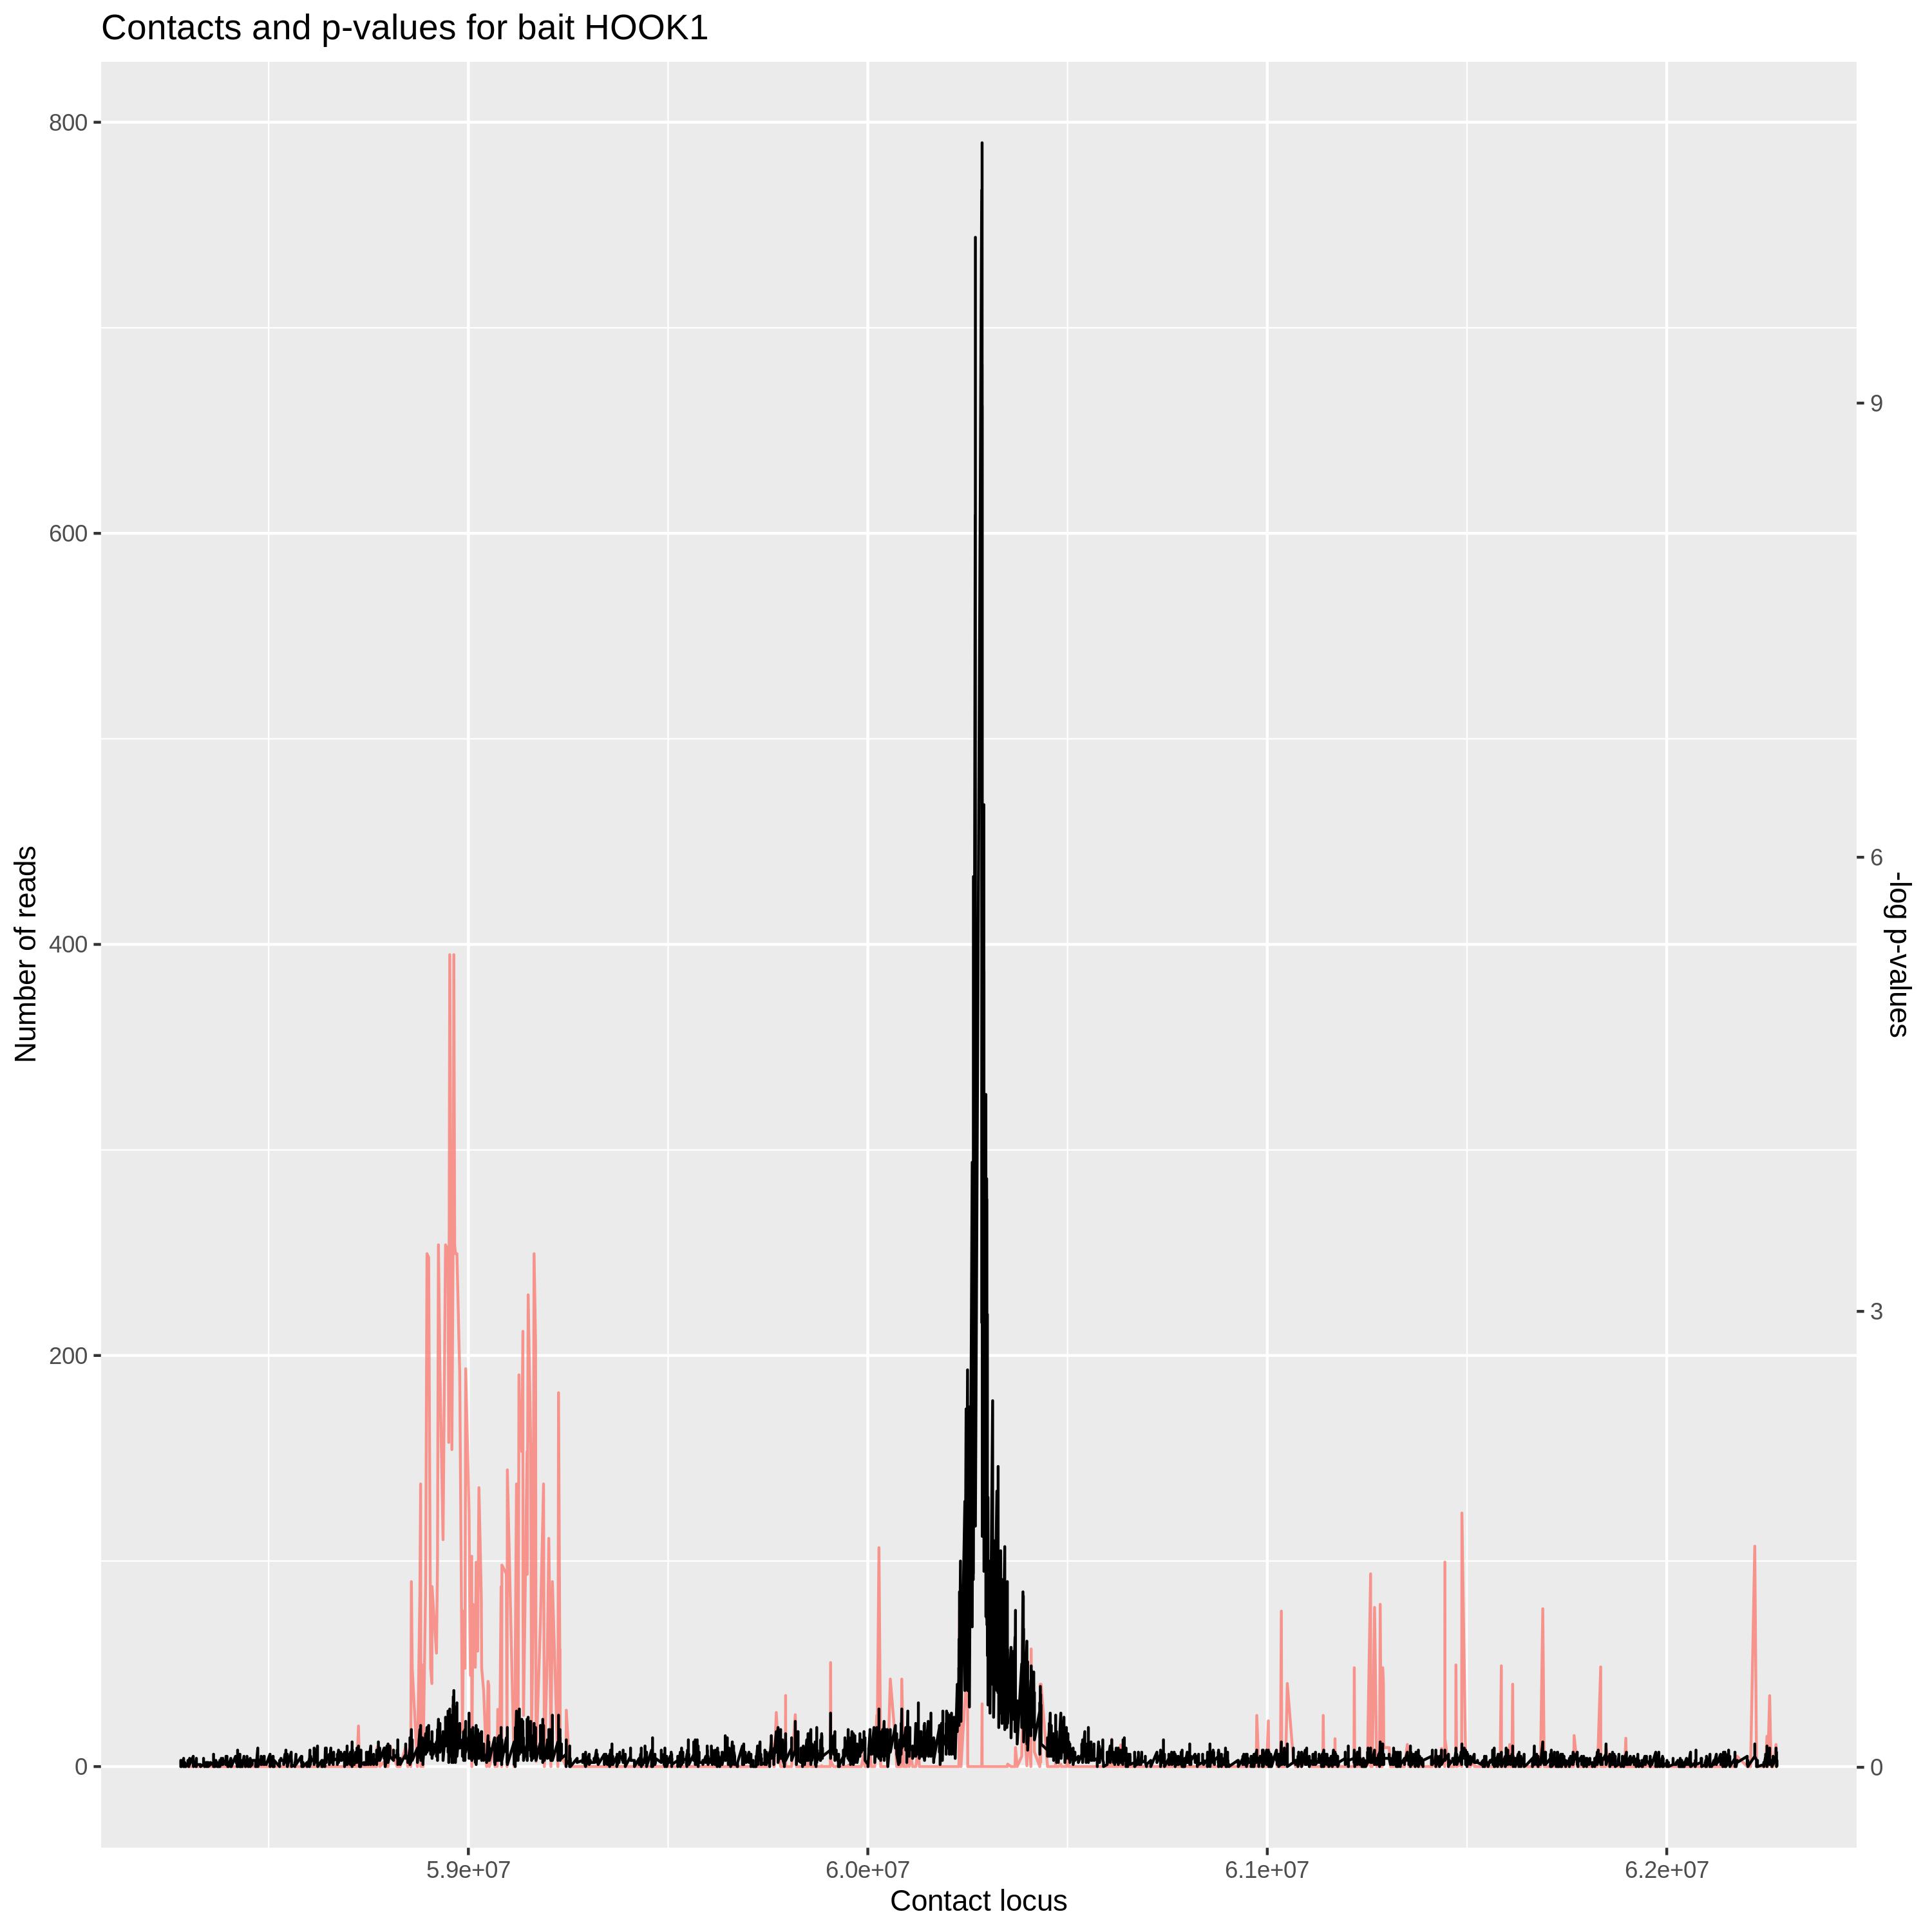 Contacts and p-values for bait HOOK1
800
600
400
200
0
Number of reads
9
6
3
0
-log p-values
5.9e+07
6.0e+07
6.1e+07
6.2e+07
Contact locus